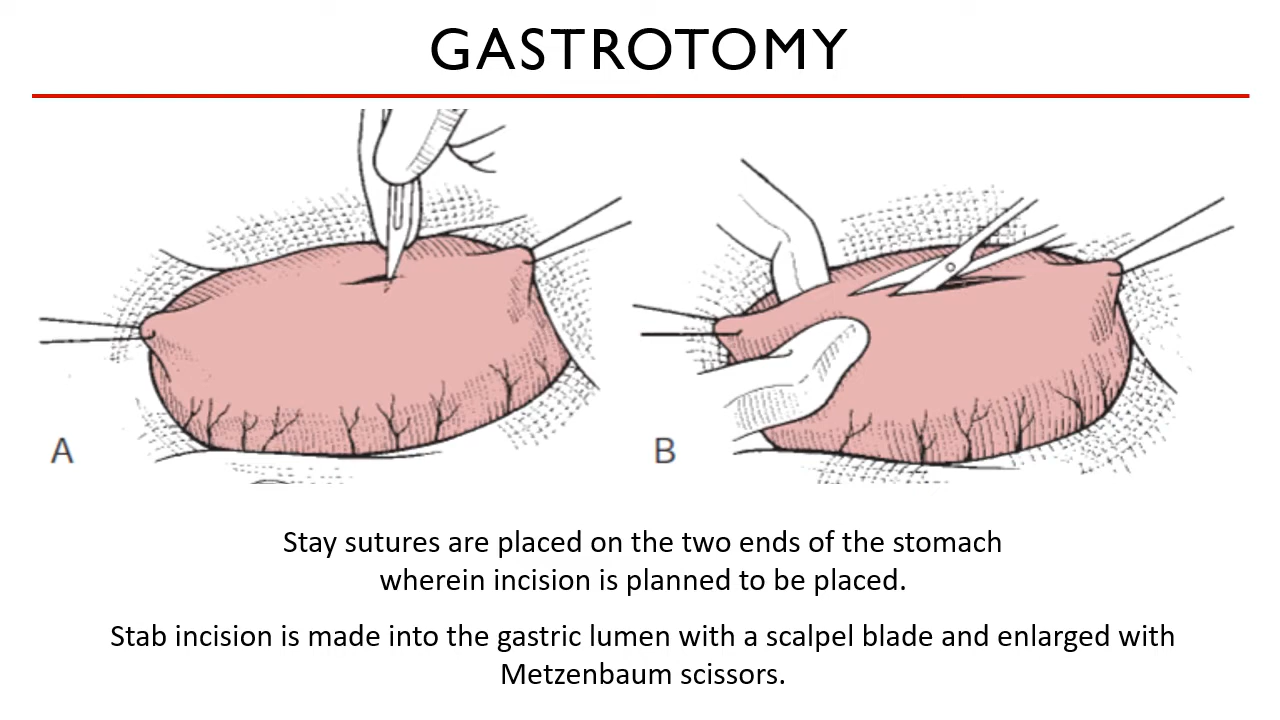 GASTROTOMY
A
B
Stay sutures are placed on the two ends of the stomach
wherein incision is planned to be placed.
Stab incision is made into the gastric lumen with a scalpel blade and enlarged with
Metzenbaum scissors.